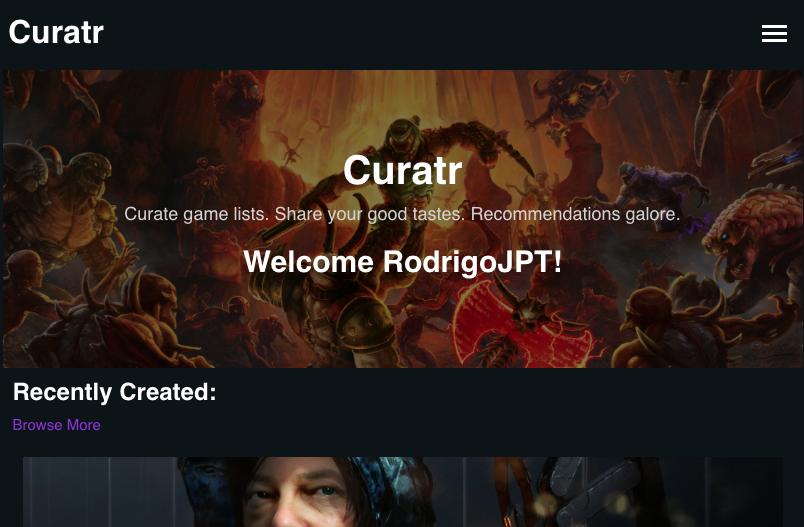 Curatr
Curatr
Curate game lists. Share your good tastes. Recommendations galore.
Welcome RodrigoJPT!
Recently Created:
Browse More